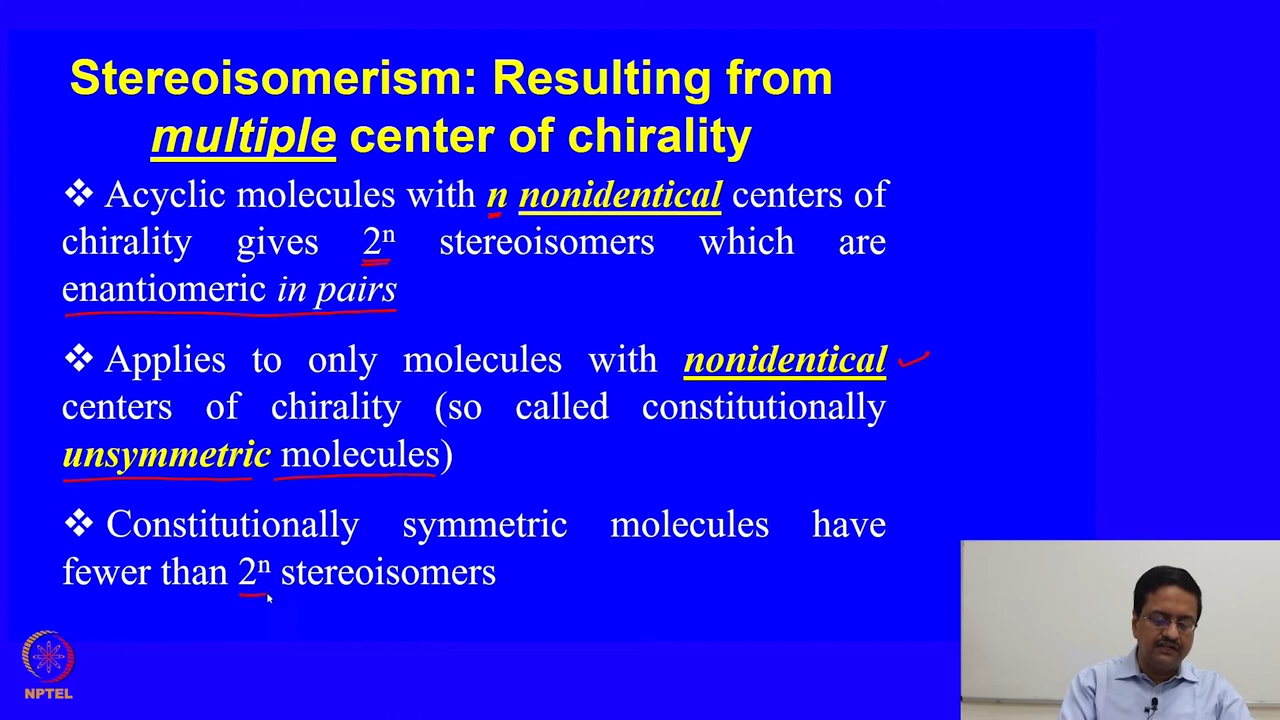 Stereoisomerism: Resulting from
multiple center of chirality
❖ Acyclic molecules with n nonidentical centers of
chirality gives 2ⁿ stereoisomers which are
enantiomeric in pairs
❖ Applies to only molecules with nonidentical
centers of chirality (so called constitutionally
unsymmetric molecules)
❖ Constitutionally symmetric molecules have
fewer than 2ⁿ stereoisomers
NPTEL